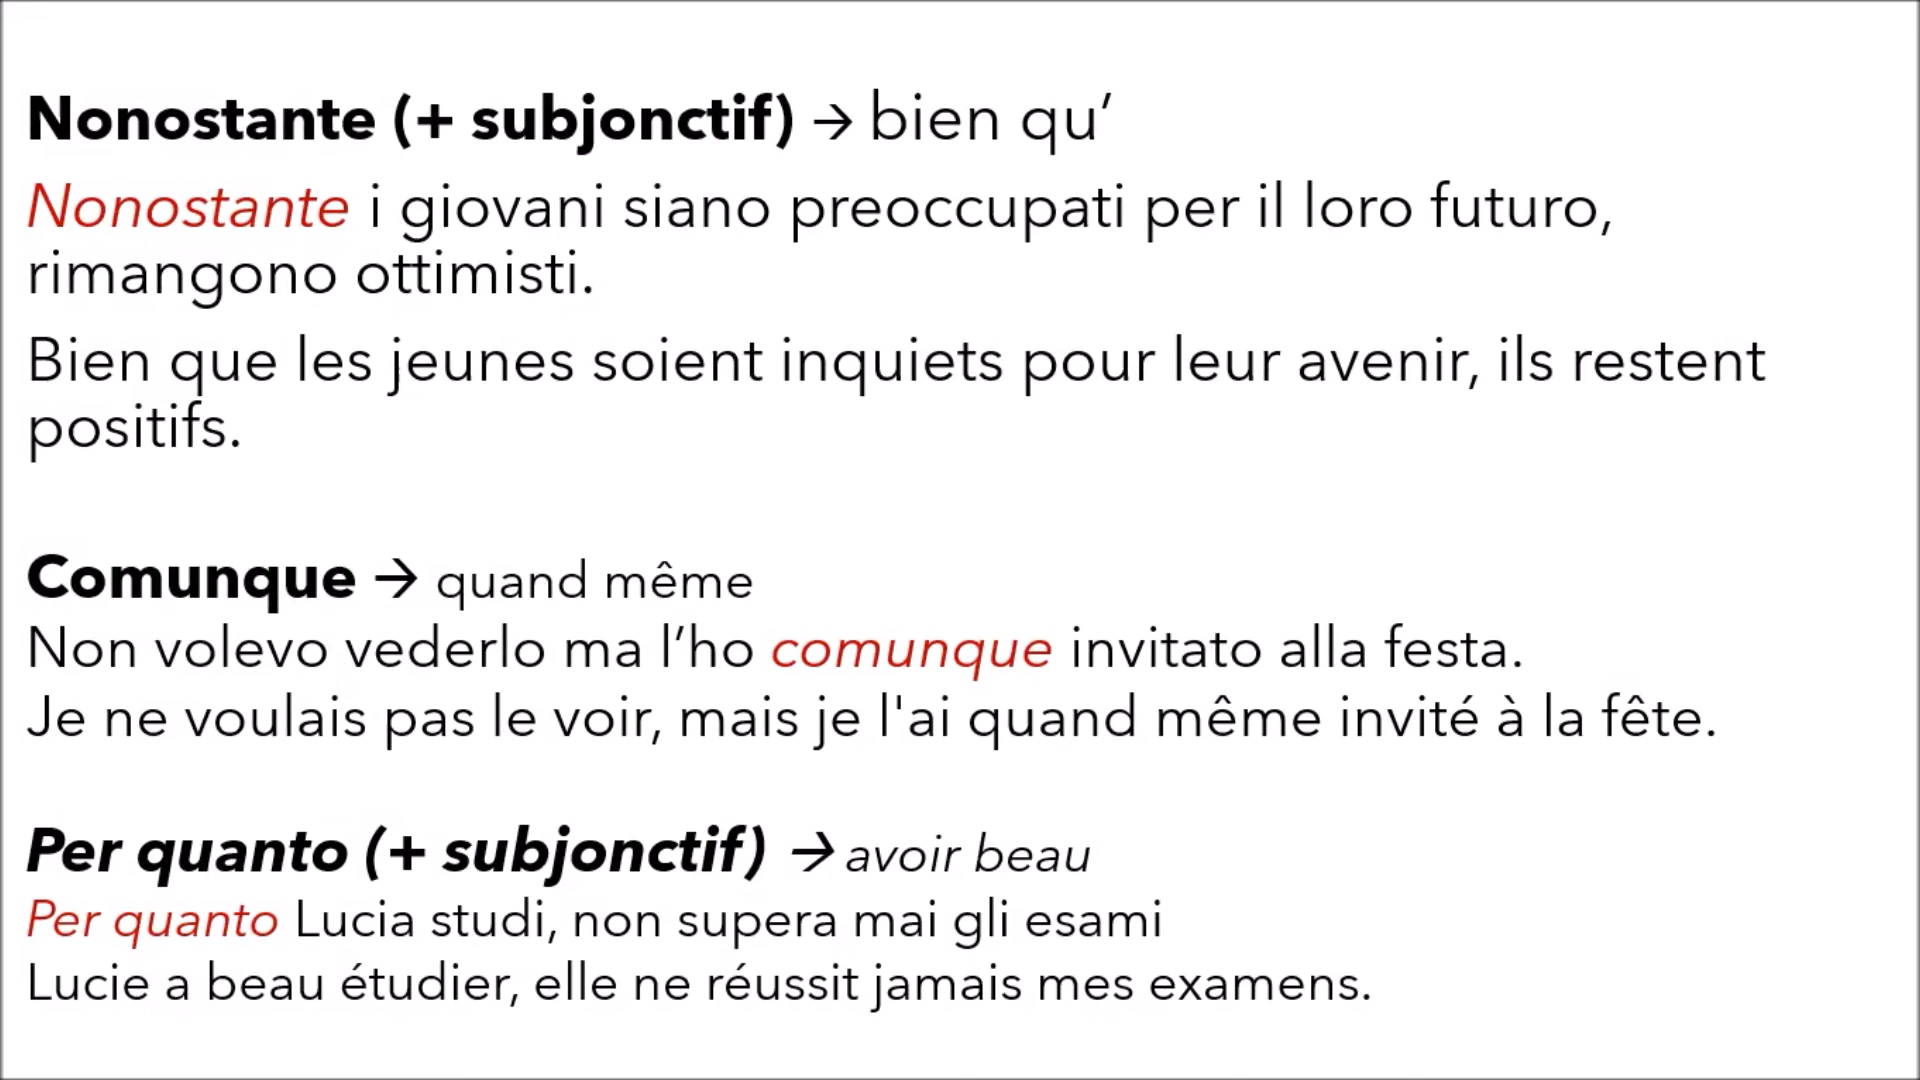 Nonostante (+ subjonctif) → bien qu’
Nonostante i giovani siano preoccupati per il loro futuro,
rimangono ottimisti.
Bien que les jeunes soient inquiets pour leur avenir, ils restent
positifs.
Comunque → quand même
Non volevo vederlo ma l’ho comunque invitato alla festa.
Je ne voulais pas le voir, mais je l'ai quand même invité à la fête.
Per quanto (+ subjonctif) → avoir beau
Per quanto Lucia studi, non supera mai gli esami
Lucie a beau étudier, elle ne réussit jamais mes examens.